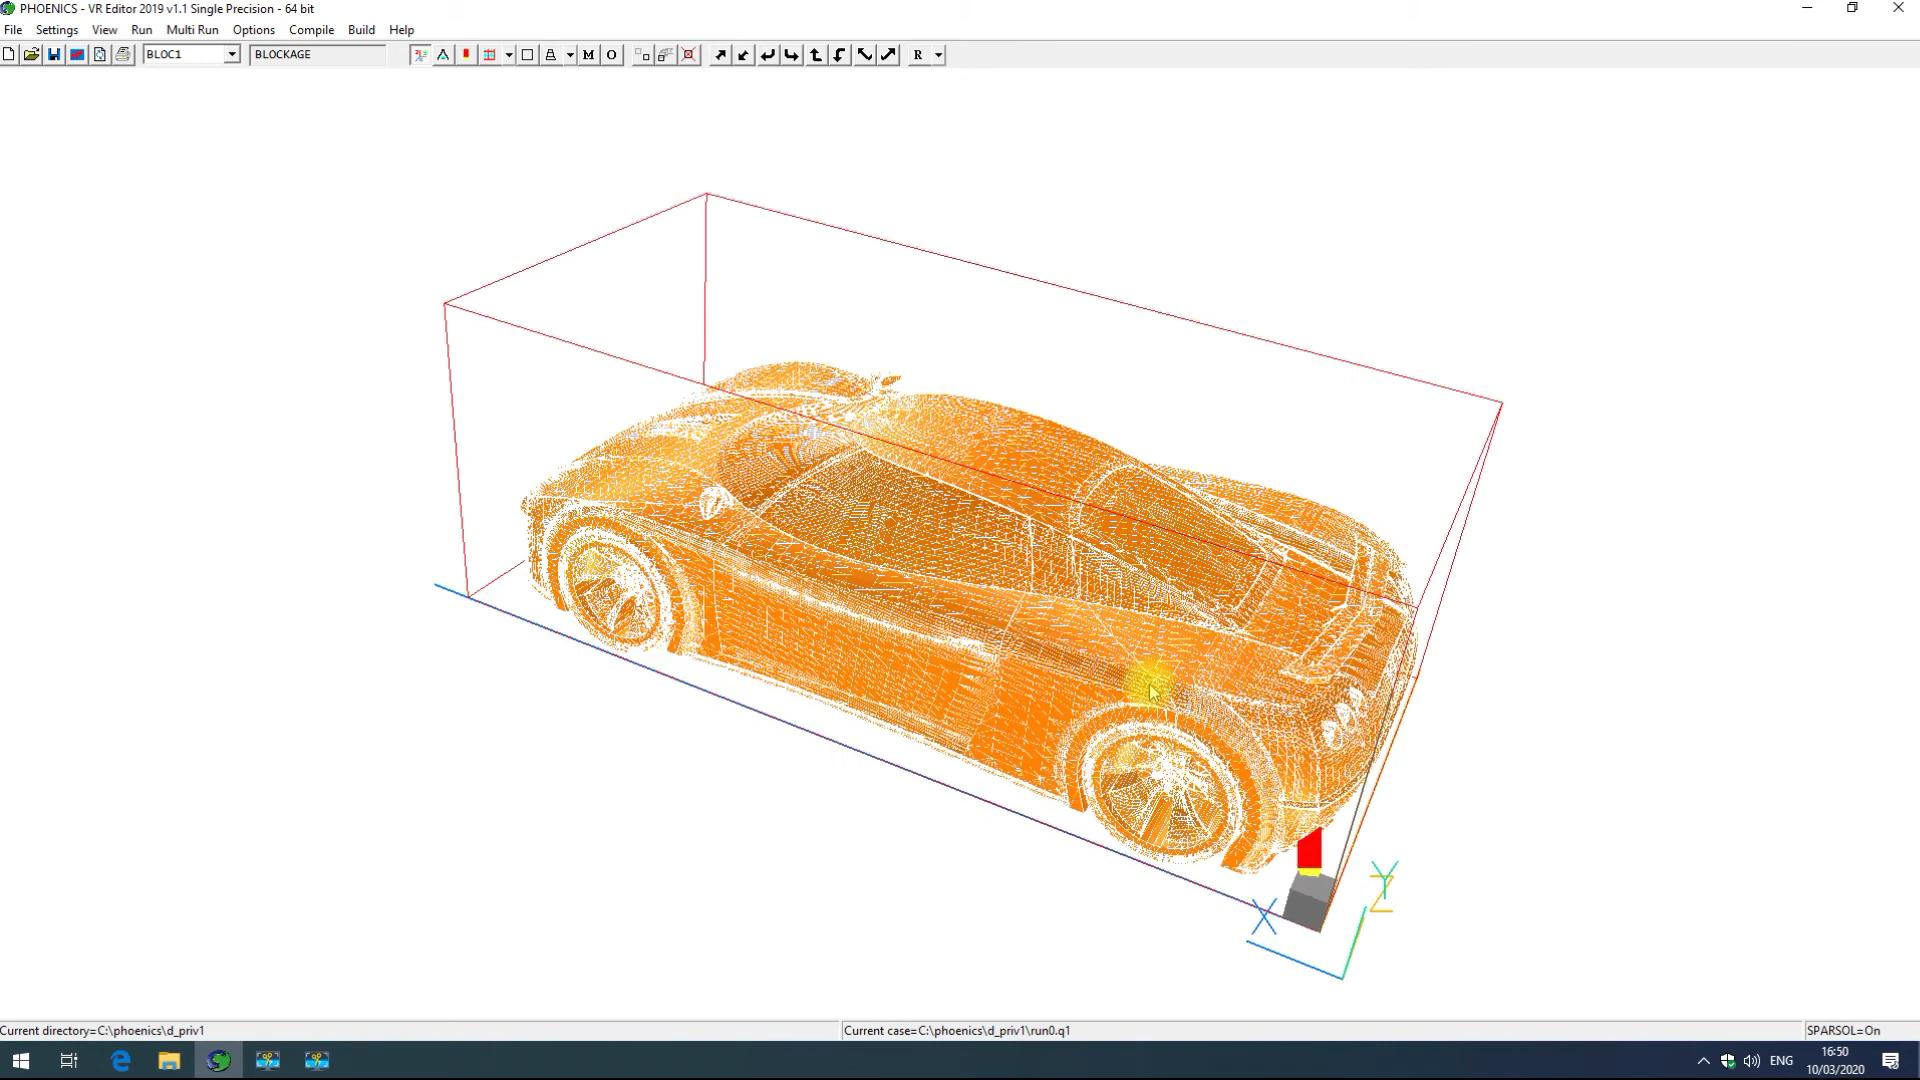 PHOENICS - VR Editor 2019 v1.1 Single Precision - 64 bit
File Settings View Run Multi Run Options Compile Build Help
BLOC1 BLOCKAGE M O R
X Y Z
Current directory=C:\phoenics\d_priv1 Current case=C:\phoenics\d_priv1\run0.q1 SPARSOL=On
ENG 16:50
10/03/2020